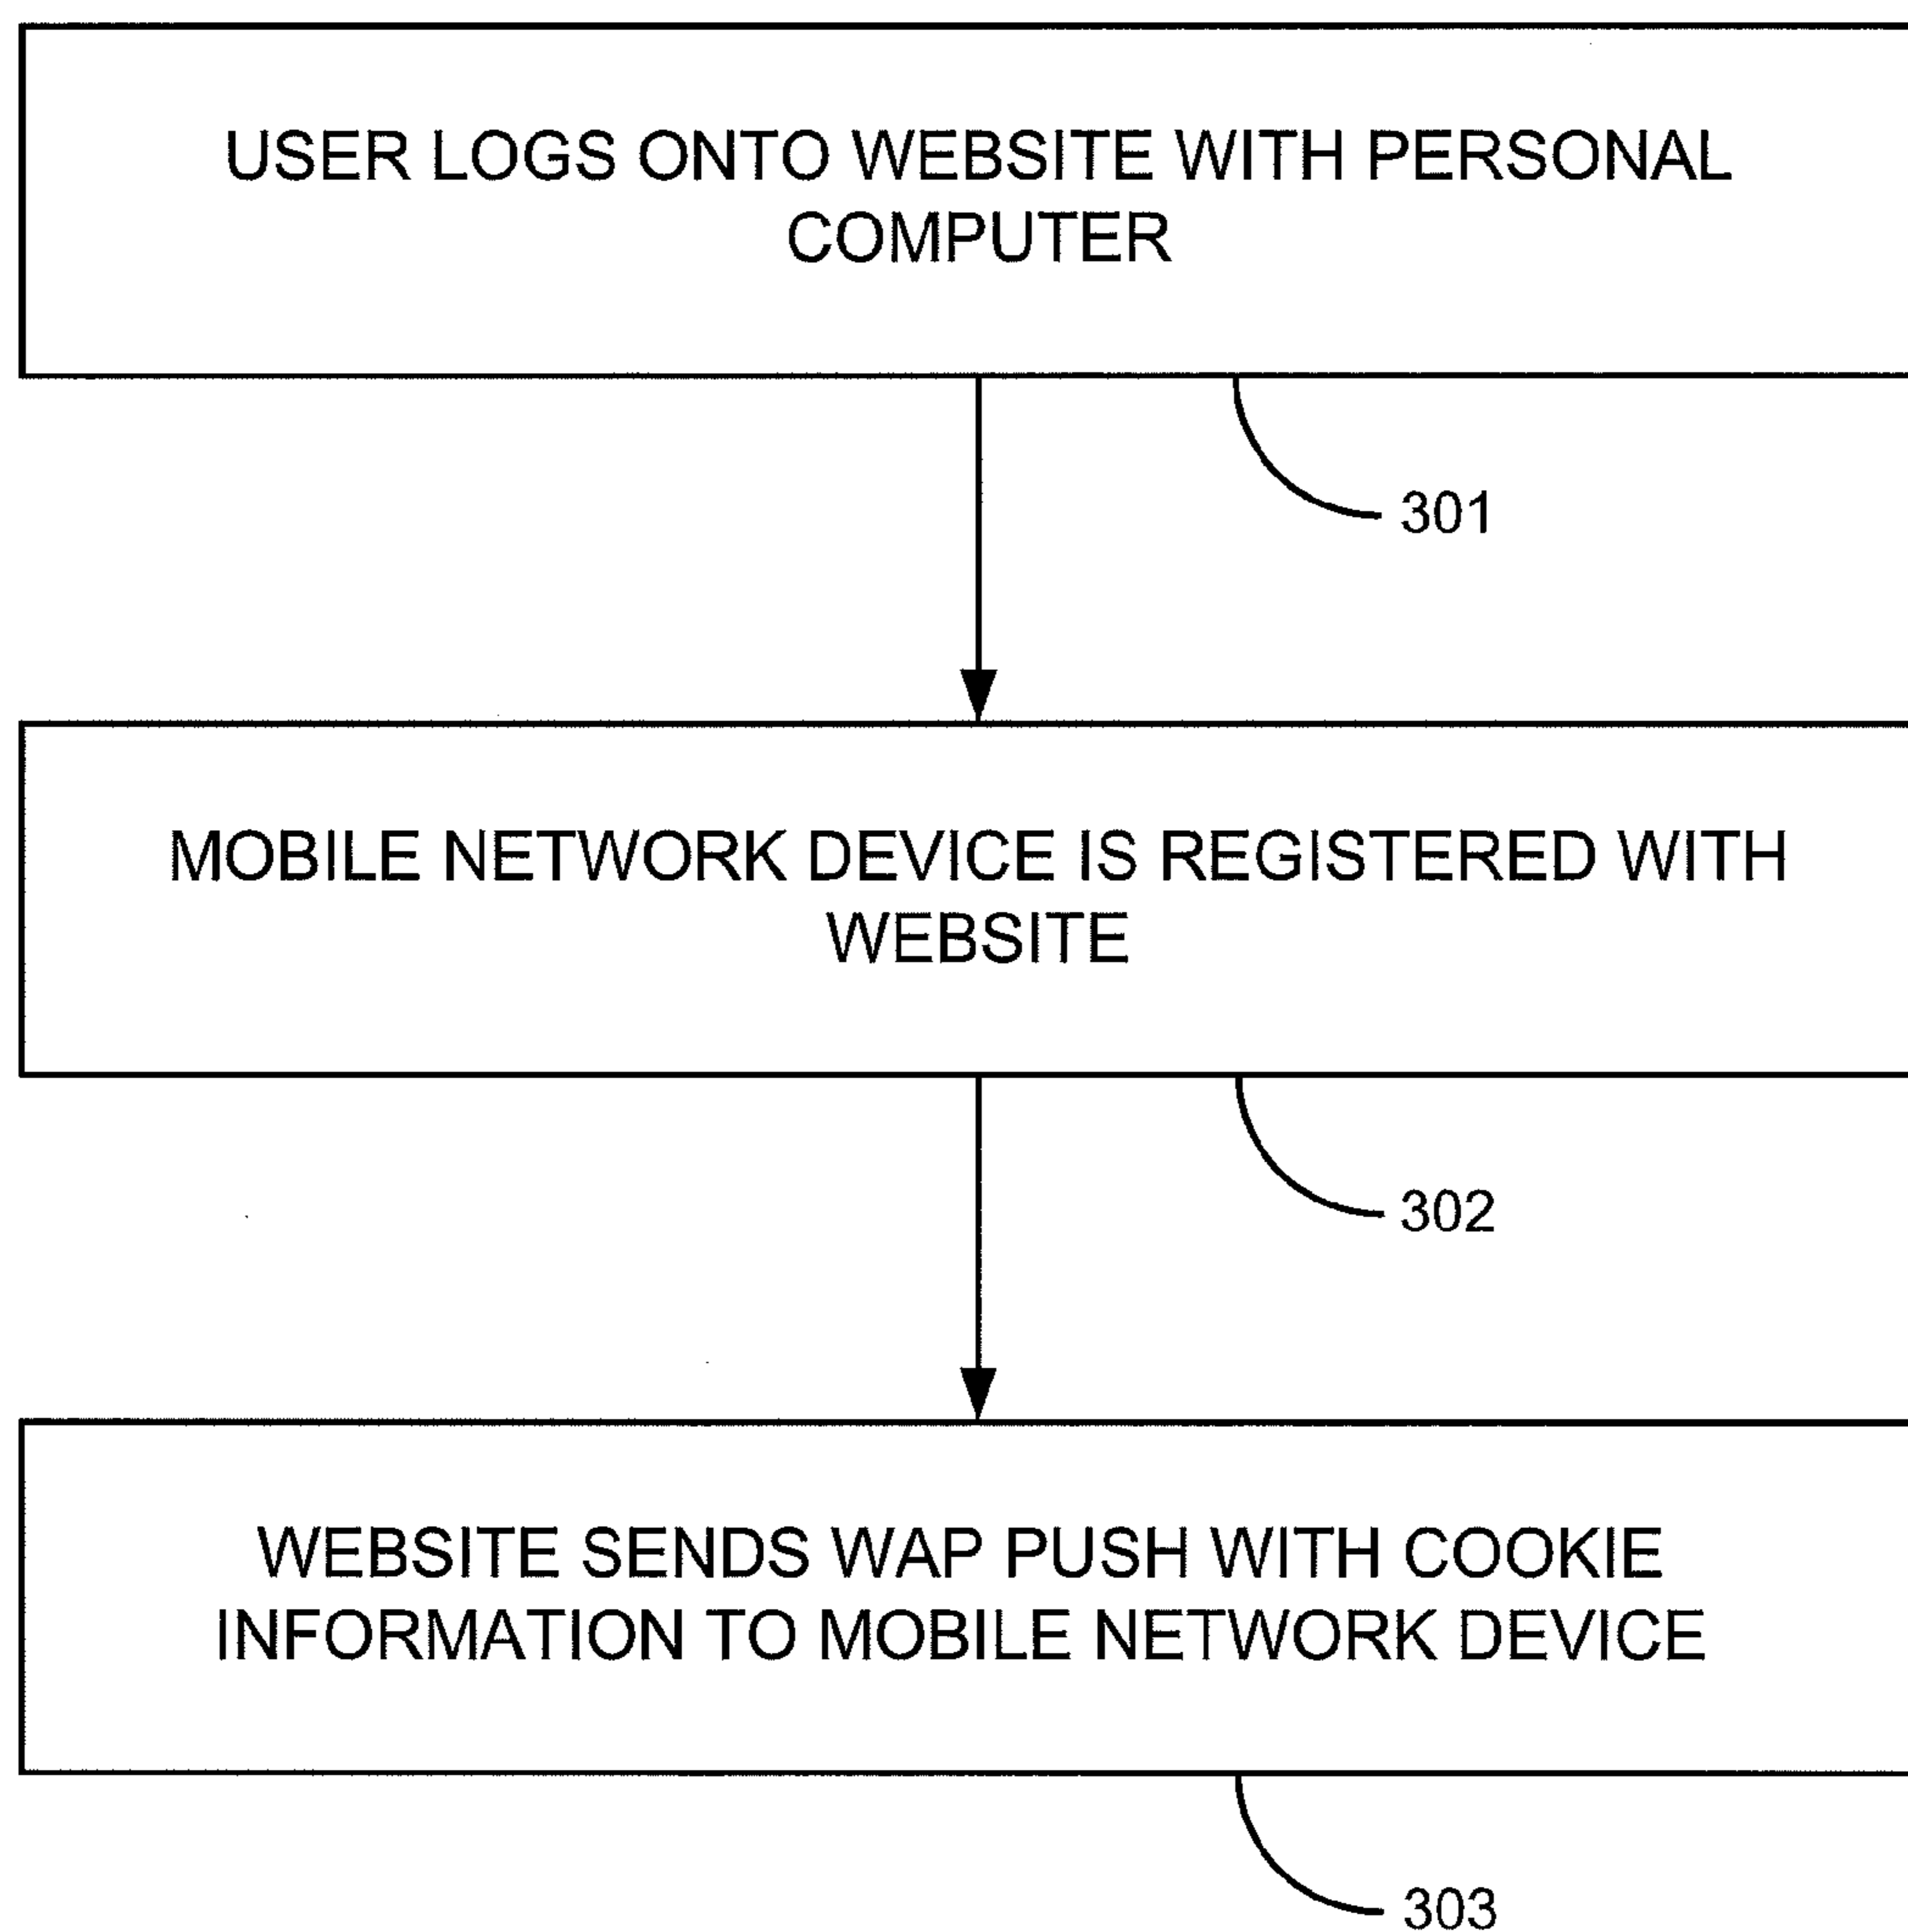 USER LOGS ONTO WEBSITE WITH PERSONAL
COMPUTER
301
MOBILE NETWORK DEVICE IS REGISTERED WITH
WEBSITE
302
WEBSITE SENDS WAP PUSH WITH COOKIE
INFORMATION TO MOBILE NETWORK DEVICE
303